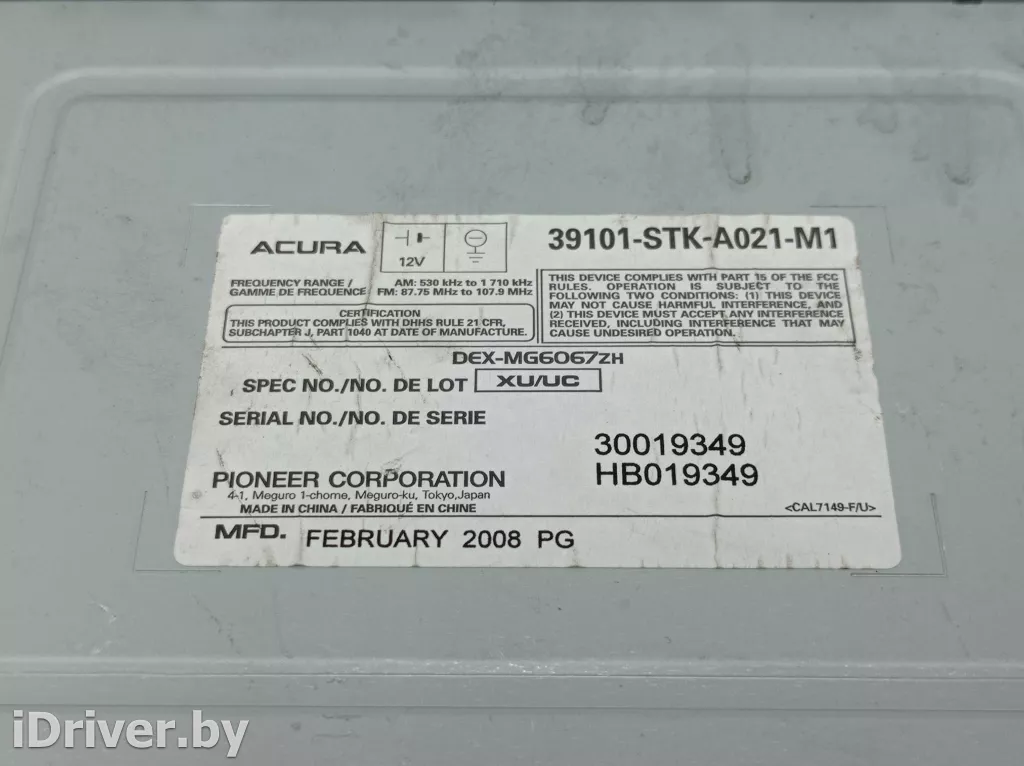 ACURA
12V
39101-STK-A021-M1
FREQUENCY RANGE / AM: 530 kHz to 1 710 kHz
GAMME DE FREQUENCE FM: 87.75 MHz to 107.9 MHz
CERTIFICATION
THIS PRODUCT COMPLIES WITH DHHS RULE 21 CFR,
SUBCHAPTER J, PART 1040 AT DATE OF MANUFACTURE.
THIS DEVICE COMPLIES WITH PART 15 OF THE FCC
RULES. OPERATION IS SUBJECT TO THE
FOLLOWING TWO CONDITIONS: (1) THIS DEVICE
MAY NOT CAUSE HARMFUL INTERFERENCE, AND
(2) THIS DEVICE MUST ACCEPT ANY INTERFERENCE
RECEIVED, INCLUDING INTERFERENCE THAT MAY
CAUSE UNDESIRED OPERATION.
DEX-MG6067ZH
SPEC NO./NO. DE LOT XU/UC
SERIAL NO./NO. DE SERIE
30019349
HB019349
PIONEER CORPORATION
4-1, Meguro 1-chome, Meguro-ku, Tokyo,Japan
MADE IN CHINA / FABRIQUÉ EN CHINE
<CAL7149-F/U>
MFD. FEBRUARY 2008 PG
iDriver.by